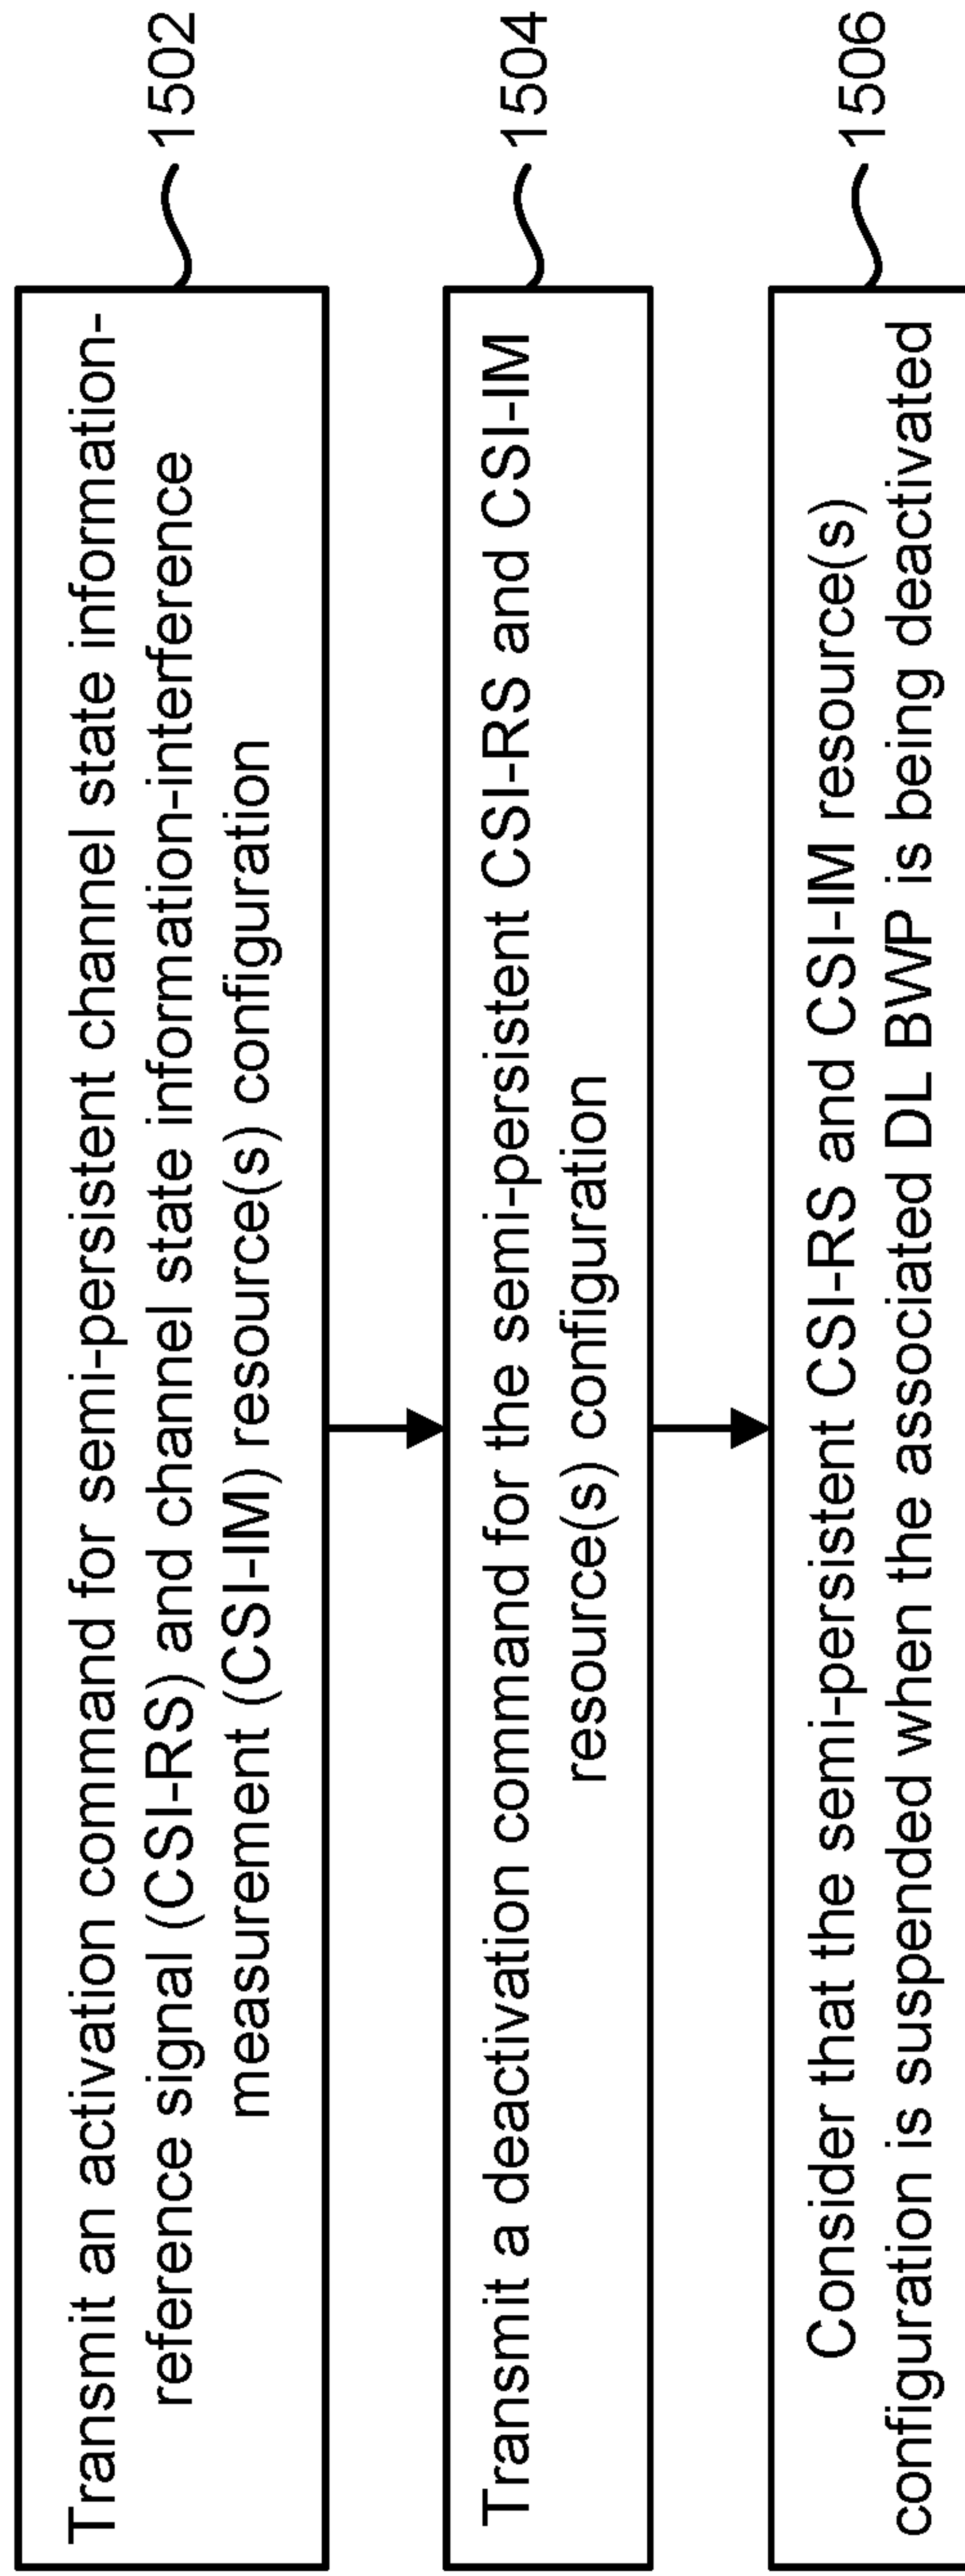 Transmit an activation command for semi-persistent channel state information-
reference signal (CSI-RS) and channel state information-interference
measurement (CSI-IM) resource(s) configuration
1502
Transmit a deactivation command for the semi-persistent CSI-RS and CSI-IM
resource(s) configuration
1504
Consider that the semi-persistent CSI-RS and CSI-IM resource(s)
configuration is suspended when the associated DL BWP is being deactivated
1506